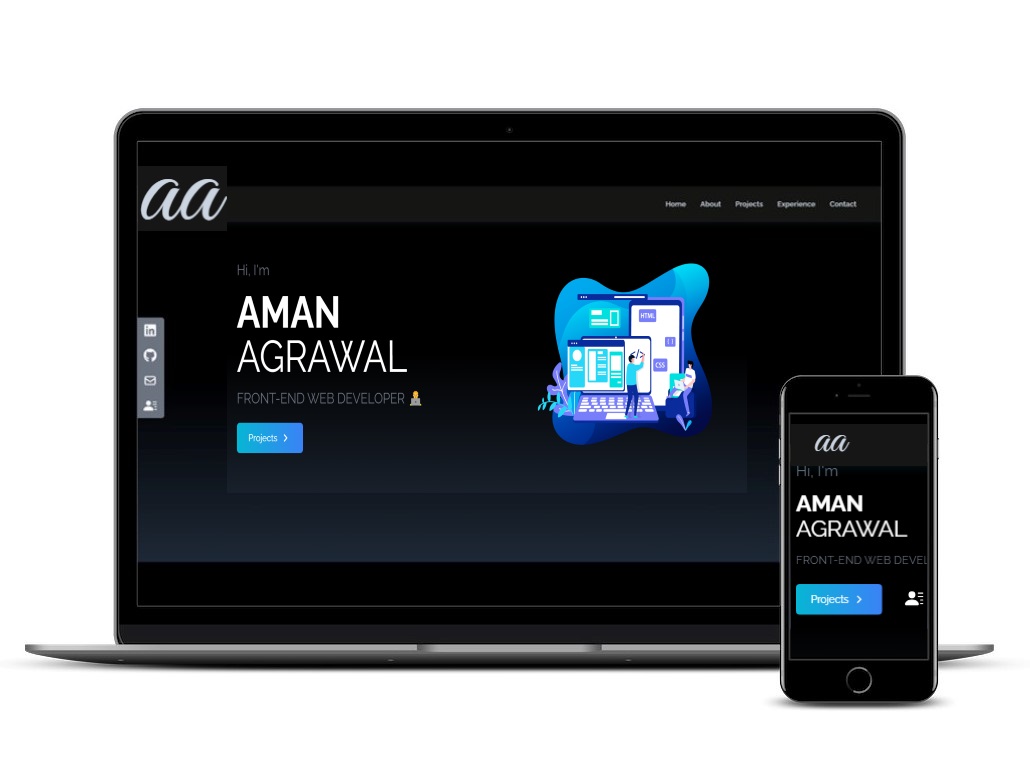 aa
Home About Projects Experience Contact
Hi, I'm
AMAN
AGRAWAL
FRONT-END WEB DEVELOPER 👨‍💻
Projects >
HTML
[ ]
</>
CSS
in
aa
Hi, I'm
AMAN
AGRAWAL
FRONT-END WEB DEVEL
Projects >